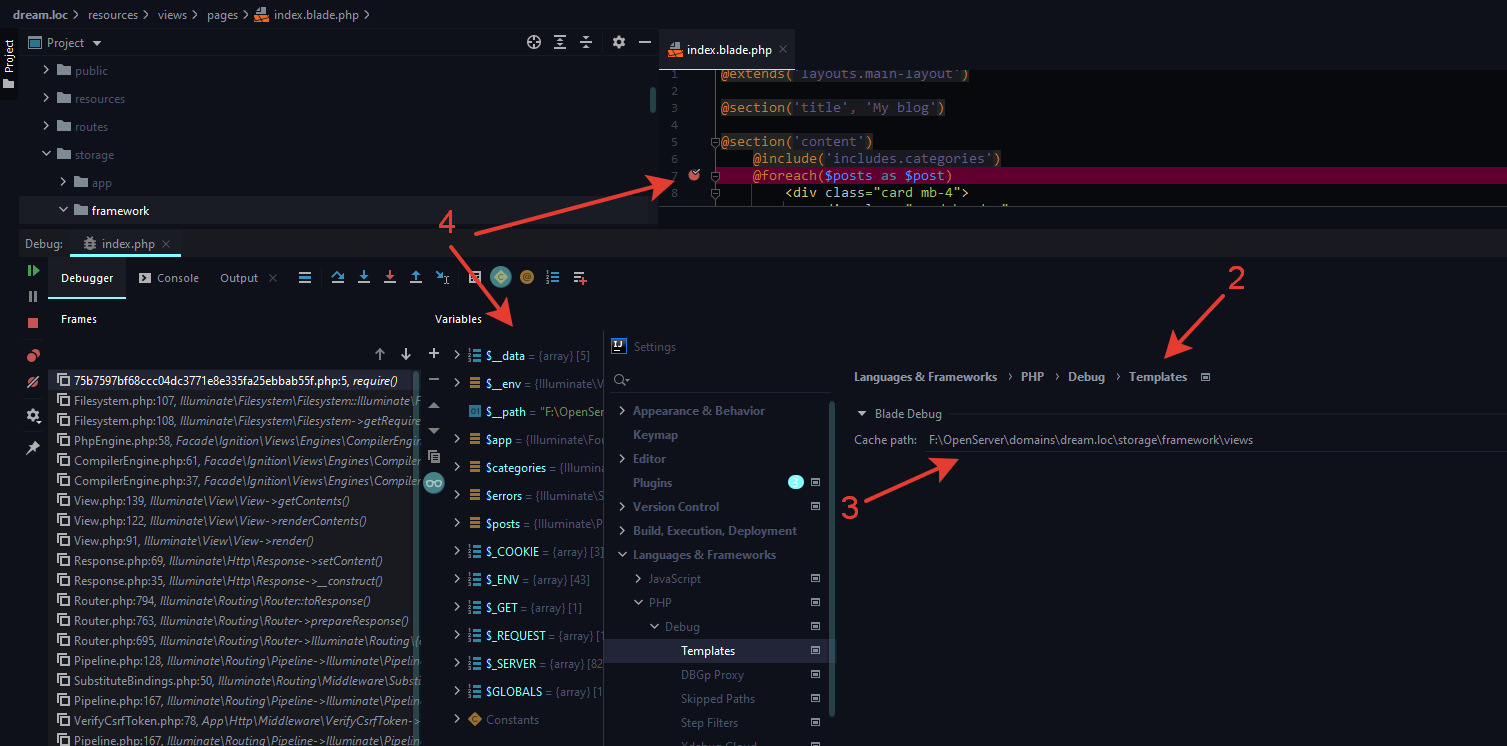 dream.loc > resources > views > pages > index.blade.php >
Project
Project
public
resources
routes
storage
app
framework
index.blade.php
1 @extends('layouts.main-layout')
2
3 @section('title', 'My blog')
4
5 @section('content')
6 @include('includes.categories')
7 @foreach($posts as $post)
8 <div class="card mb-4">
4
Debug: index.php
Debugger Console Output
2
Frames
Variables
75b7597bf68ccc04dc3771e8e335fa25ebbab55f.php:5, require()
Filesystem.php:107, Illuminate\Filesystem\Filesystem::Illuminate\F
Filesystem.php:108, Illuminate\Filesystem\Filesystem->getRequire
PhpEngine.php:58, Facade\Ignition\Views\Engines\CompilerEngin
CompilerEngine.php:61, Facade\Ignition\Views\Engines\Compiler
CompilerEngine.php:37, Facade\Ignition\Views\Engines\Compiler
View.php:139, Illuminate\View\View->getContents()
View.php:122, Illuminate\View\View->renderContents()
View.php:91, Illuminate\View\View->render()
Response.php:69, Illuminate\Http\Response->setContent()
Response.php:35, Illuminate\Http\Response->__construct()
Router.php:794, Illuminate\Routing\Router::toResponse()
Router.php:763, Illuminate\Routing\Router->prepareResponse()
Router.php:695, Illuminate\Routing\Router->Illuminate\Routing\{
Pipeline.php:128, Illuminate\Routing\Pipeline->Illuminate\Pipelin
SubstituteBindings.php:50, Illuminate\Routing\Middleware\Subst
Pipeline.php:167, Illuminate\Routing\Pipeline->Illuminate\Pipelin
VerifyCsrfToken.php:78, App\Http\Middleware\VerifyCsrfToken->
Pipeline.php:167, Illuminate\Routing\Pipeline->Illuminate\Pipelin
$__data = {array} [5]
$__env = {Illuminate\V
$__path = "F:\OpenSer
$app = {Illuminate\Fou
$categories = {Illumina
$errors = {Illuminate\S
$posts = {Illuminate\P
$_COOKIE = {array} [3]
$_ENV = {array} [43]
$_GET = {array} [1]
$_REQUEST = {array} [1
$_SERVER = {array} [82
$GLOBALS = {array} [1
Constants
Settings
Appearance & Behavior
Keymap
Editor
Plugins 3
Version Control
Build, Execution, Deployment
Languages & Frameworks
JavaScript
PHP
Debug
Templates
DBGp Proxy
Skipped Paths
Step Filters
Xdebug Cloud
Languages & Frameworks > PHP > Debug > Templates
Blade Debug
Cache path: F:\OpenServer\domains\dream.loc\storage\framework\views
3